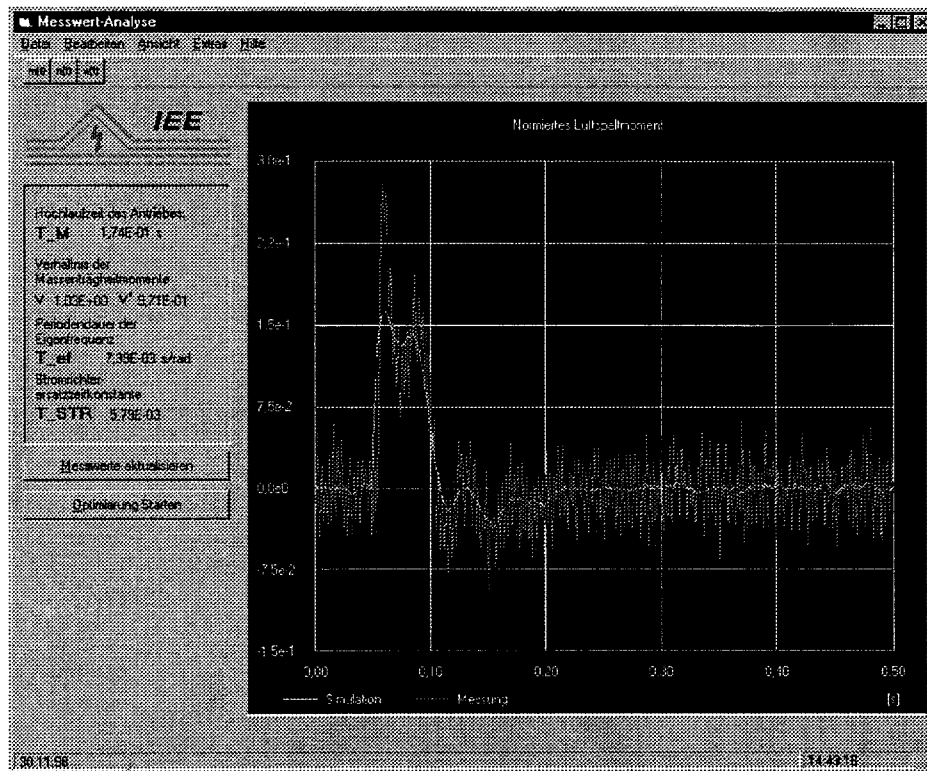 Messwert-Analyse
Datei Bearbeiten Ansicht Extras Hilfe
IEE
Hochlaufzeit des Antriebes
T_M 1,74E-01 s
Verhältnis der
Massenträgheitmomente
V 1,03E+00 V' 9,71E-01
Periodendauer der
Eigenfrequenz
T_ef 7,99E-03 s/rad
Stromrichter-
ersatzzeitkonstante
T_STR 5,79E-03
Messwerte aktualisieren
Optimierung Starten
Normiertes Luftspaltmoment
3.0e-1
2.2e-1
1.5e-1
7.5e-2
0.0e0
-7.5e-2
-1.5e-1
0,00 0,10 0,20 0,30 0,40 0,50
Simulation Messung [s]
30.11.98 14:49:18